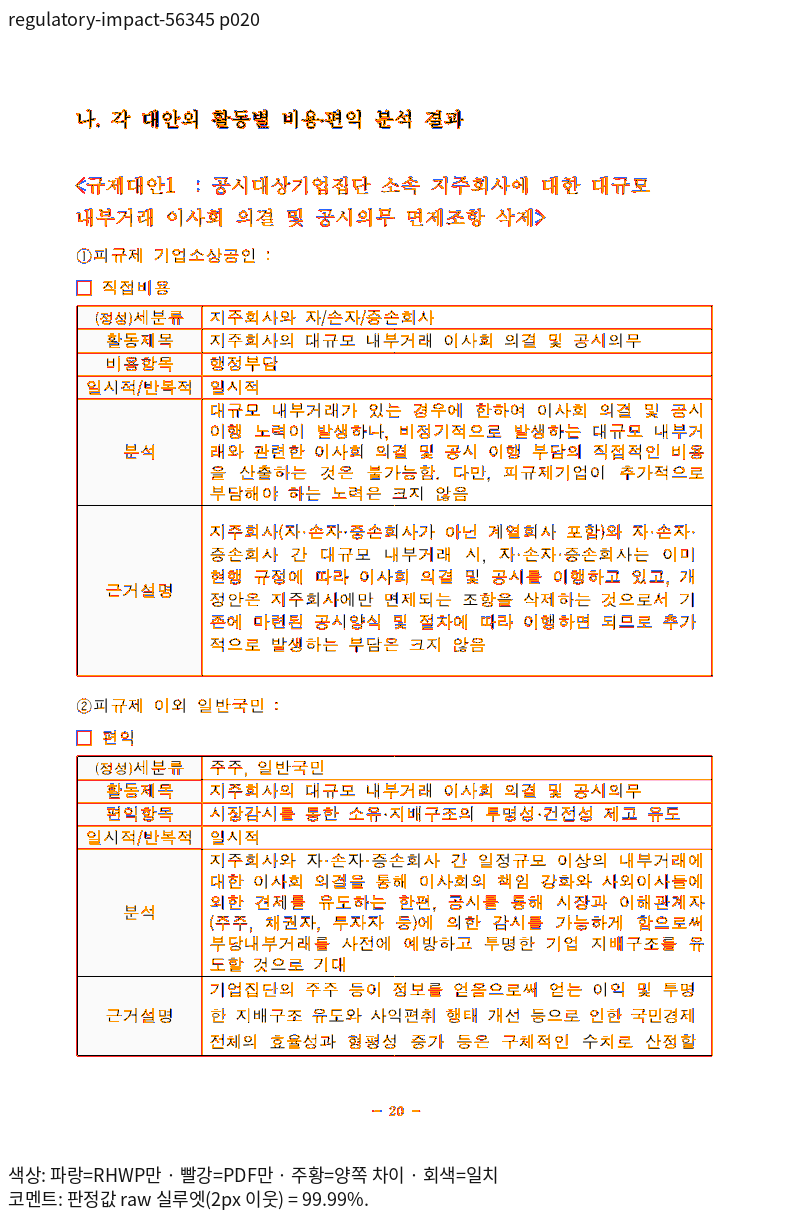 regulatory-impact-56345 p020
나. 각 대안의 활동별 비용·편익 분석 결과
<규제대안1 : 공시대상기업집단 소속 지주회사에 대한 대규모
내부거래 이사회 의결 및 공시의무 면제조항 삭제>
①피규제 기업소상공인 :
□ 직접비용
(정성)세분류 지주회사와 자/손자/증손회사
활동제목 지주회사의 대규모 내부거래 이사회 의결 및 공시의무
비용항목 행정부담
일시적/반복적 일시적
대규모 내부거래가 있는 경우에 한하여 이사회 의결 및 공시
이행 노력이 발생하나, 비정기적으로 발생하는 대규모 내부거
분석 래와 관련한 이사회 의결 및 공시 이행 부담의 직접적인 비용
을 산출하는 것은 불가능함. 다만, 피규제기업이 추가적으로
부담해야 하는 노력은 크지 않음
지주회사(자·손자·증손회사가 아닌 계열회사 포함)와 자·손자·
증손회사 간 대규모 내부거래 시, 자·손자·증손회사는 이미
현행 규정에 따라 이사회 의결 및 공시를 이행하고 있고, 개
근거설명 정안은 지주회사에만 면제되는 조항을 삭제하는 것으로서 기
존에 마련된 공시양식 및 절차에 따라 이행하면 되므로 추가
적으로 발생하는 부담은 크지 않음
②피규제 이외 일반국민 :
□ 편익
(정성)세분류 주주, 일반국민
활동제목 지주회사의 대규모 내부거래 이사회 의결 및 공시의무
편익항목 시장감시를 통한 소유·지배구조의 투명성·건전성 제고 유도
일시적/반복적 일시적
지주회사와 자·손자·증손회사 간 일정규모 이상의 내부거래에
대한 이사회 의결을 통해 이사회의 책임 강화와 사외이사들에
의한 견제를 유도하는 한편, 공시를 통해 시장과 이해관계자
분석 (주주, 채권자, 투자자 등)에 의한 감시를 가능하게 함으로써
부당내부거래를 사전에 예방하고 투명한 기업 지배구조를 유
도할 것으로 기대
기업집단의 주주 등이 정보를 얻음으로써 얻는 이익 및 투명
근거설명 한 지배구조 유도와 사익편취 행태 개선 등으로 인한 국민경제
전체의 효율성과 형평성 증가 등은 구체적인 수치로 산정할
- 20 -
색상: 파랑=RHWP만 · 빨강=PDF만 · 주황=양쪽 차이 · 회색=일치
코멘트: 판정값 raw 실루엣(2px 이웃) = 99.99%.